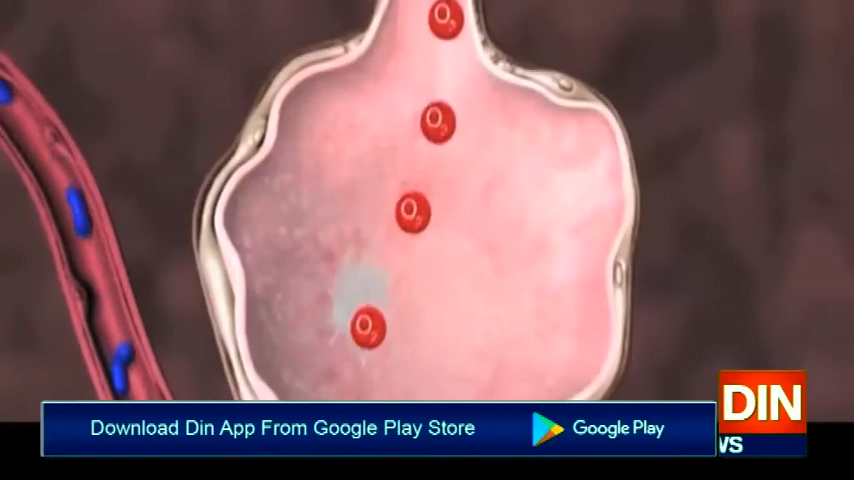 O₂
O₂
O₂
O₂
Download Din App From Google Play Store
Google Play
DIN
WS